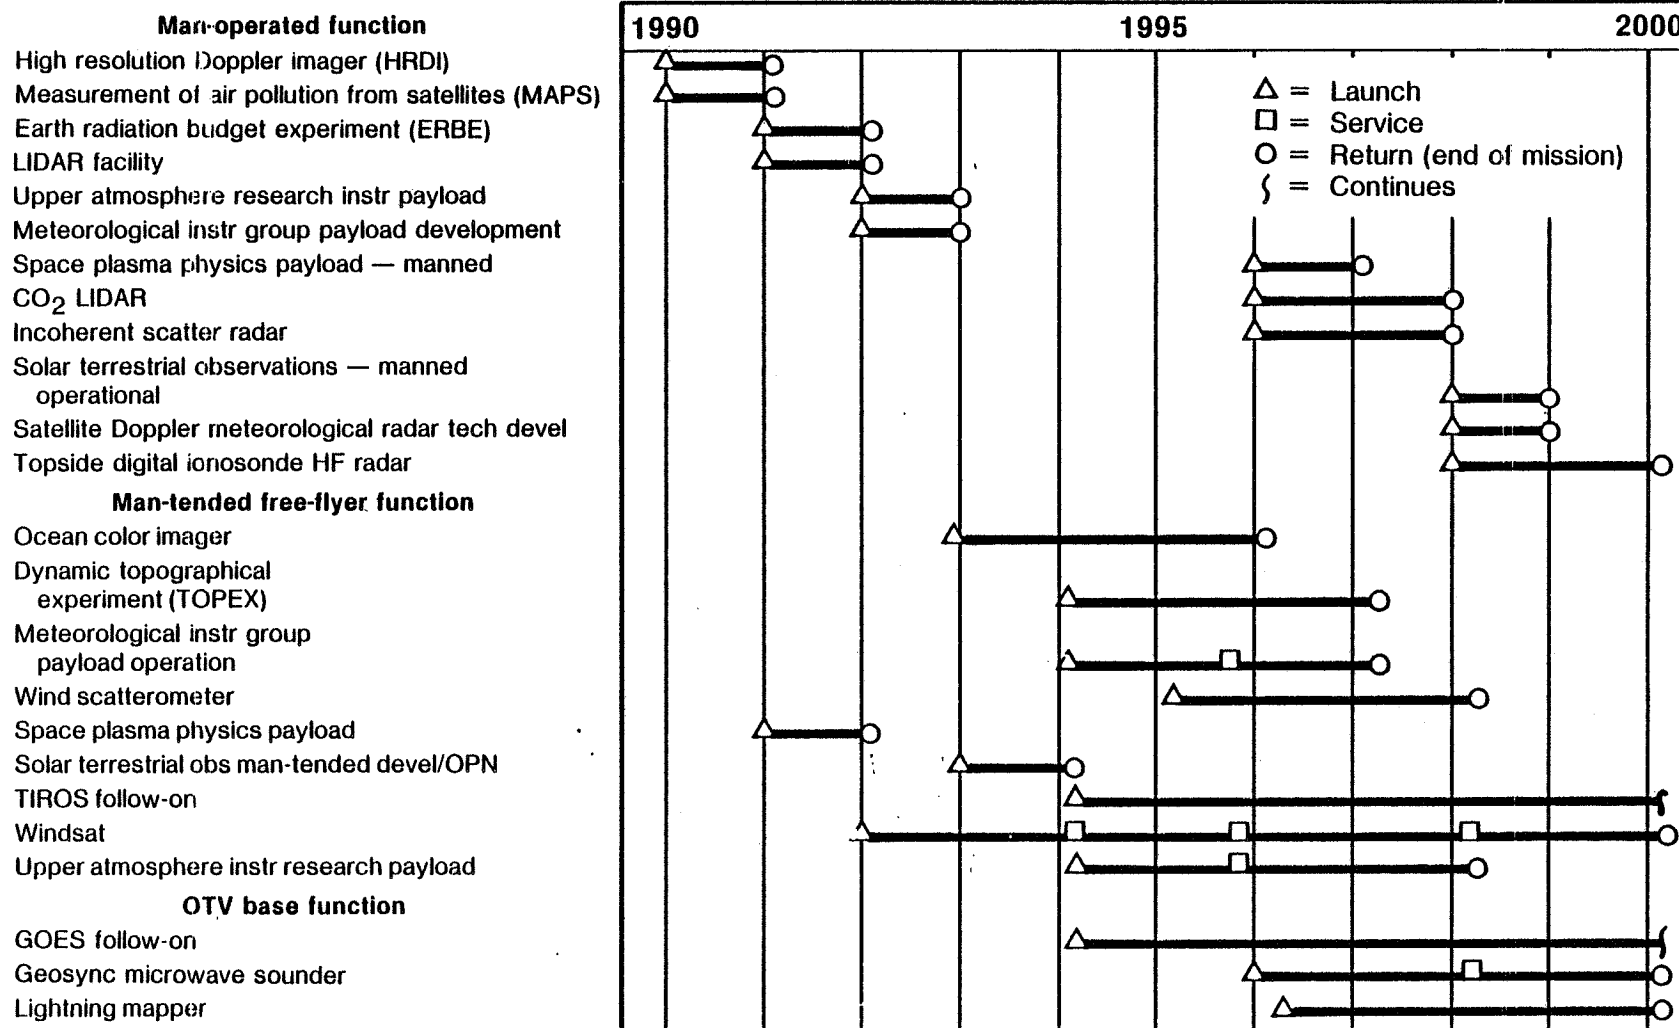 Man-operated function
1990 1995 2000
High resolution Doppler imager (HRDI)
Measurement of air pollution from satellites (MAPS)
Earth radiation budget experiment (ERBE)
LIDAR facility
Upper atmosphere research instr payload
Meteorological instr group payload development
Space plasma physics payload — manned
CO2 LIDAR
Incoherent scatter radar
Solar terrestrial observations — manned
operational
Satellite Doppler meteorological radar tech devel
Topside digital ionosonde HF radar
= Launch
= Service
= Return (end of mission)
= Continues
Man-tended free-flyer function
Ocean color imager
Dynamic topographical
experiment (TOPEX)
Meteorological instr group
payload operation
Wind scatterometer
Space plasma physics payload
Solar terrestrial obs man-tended devel/OPN
TIROS follow-on
Windsat
Upper atmosphere instr research payload
OTV base function
GOES follow-on
Geosync microwave sounder
Lightning mapper